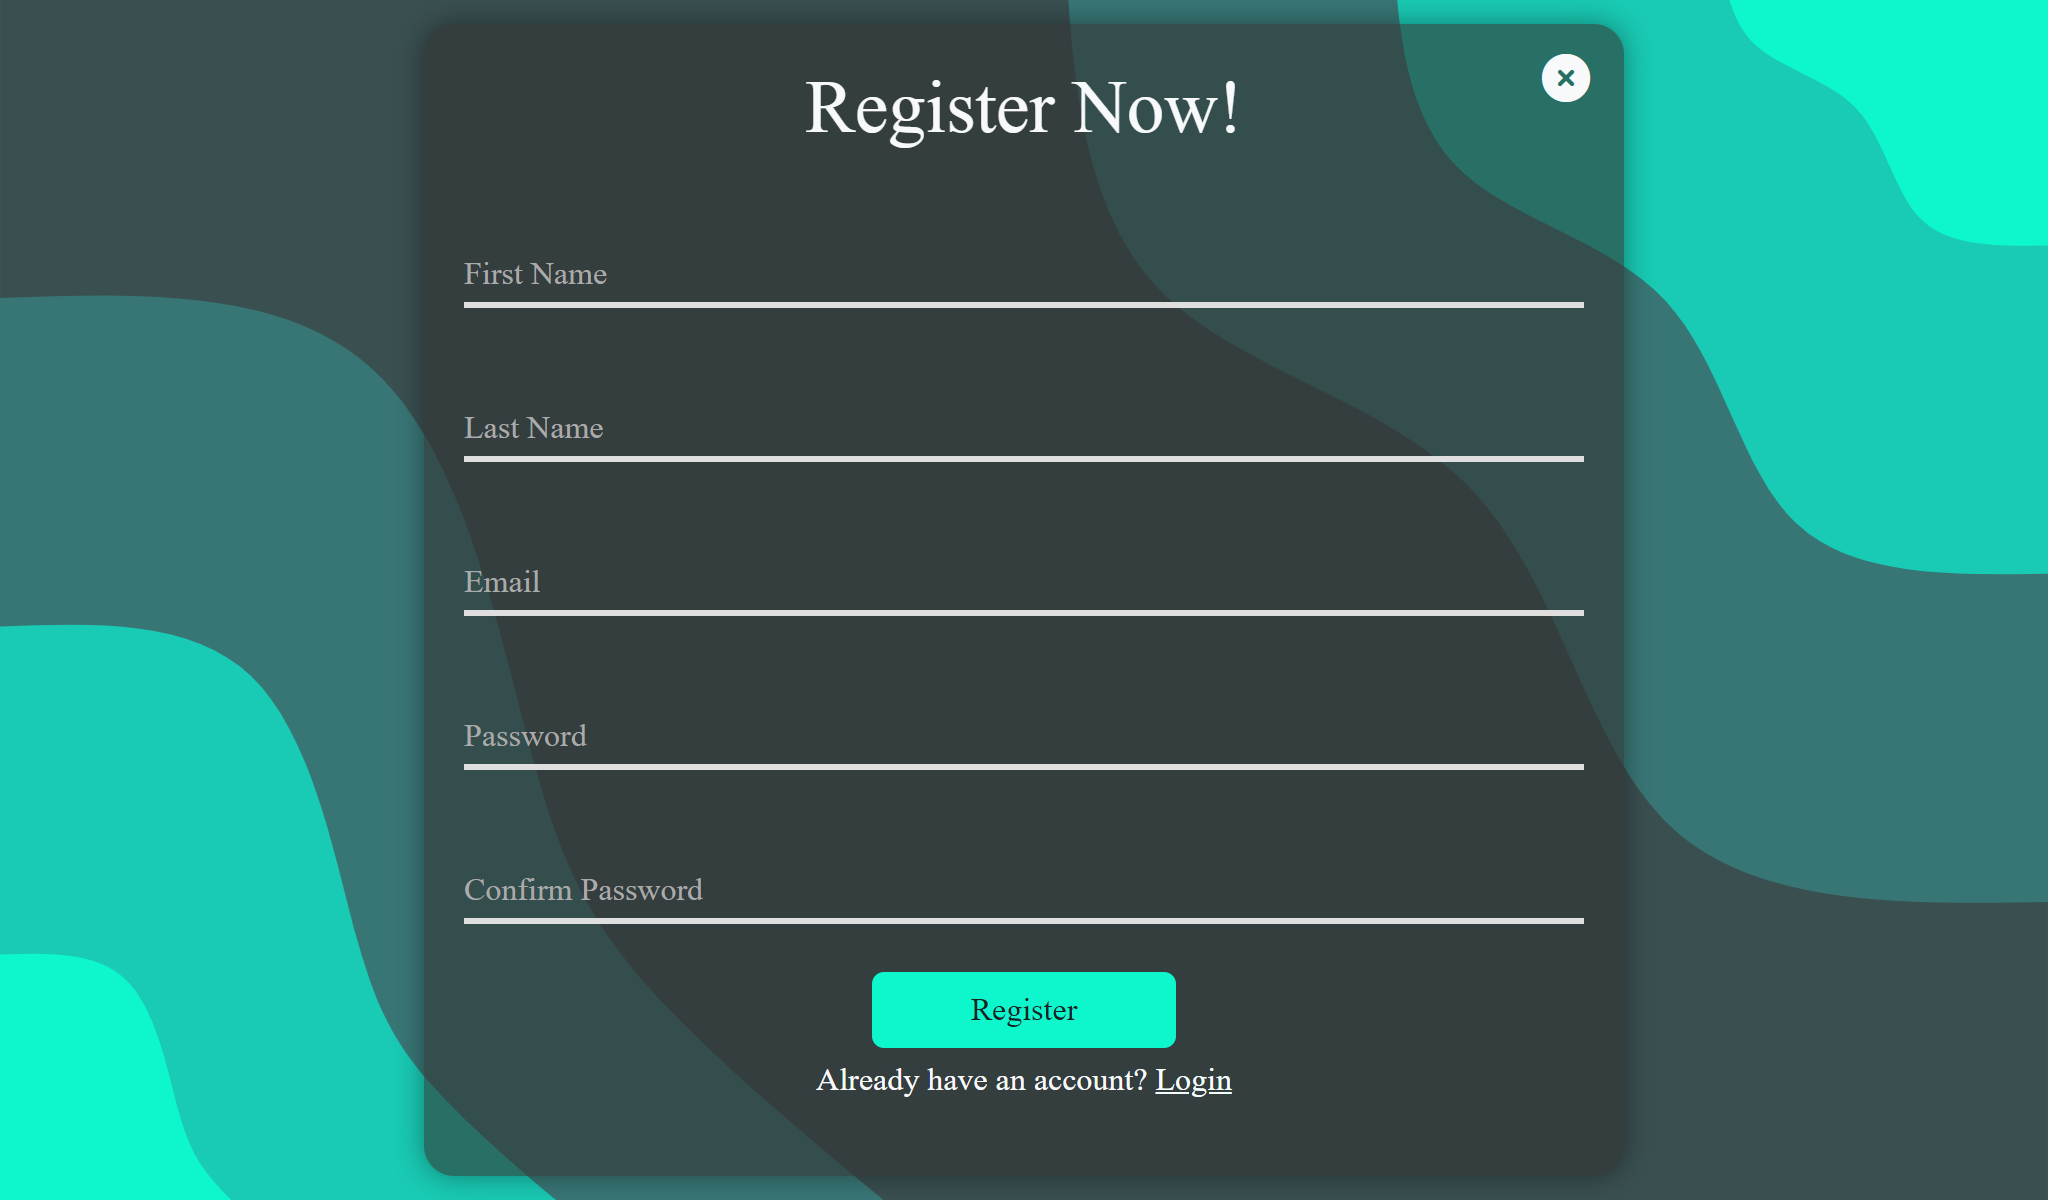 Register Now!
First Name
Last Name
Email
Password
Confirm Password
Register
Already have an account? Login